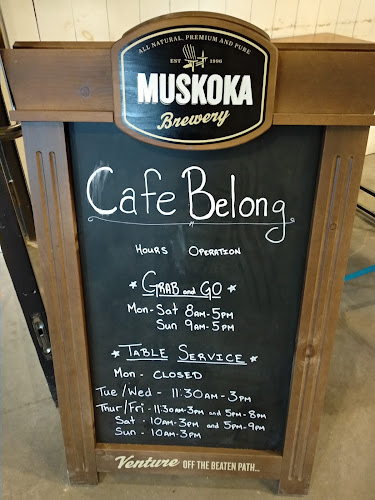 ALL NATURAL, PREMIUM AND PURE
EST 1996
MUSKOKA
Brewery
Cafe Belong
HOURS OPERATION
* GRAB and GO *
Mon-Sat 8AM-5PM
Sun 9AM-5PM
* TABLE SERVICE *
Mon - CLOSED
Tue/Wed - 11:30AM-3PM
Thur/Fri - 11:30AM-3PM and 5PM-8PM
Sat: 10AM-3PM and 5PM-9PM
Sun - 10AM-3PM
Venture OFF THE BEATEN PATH...